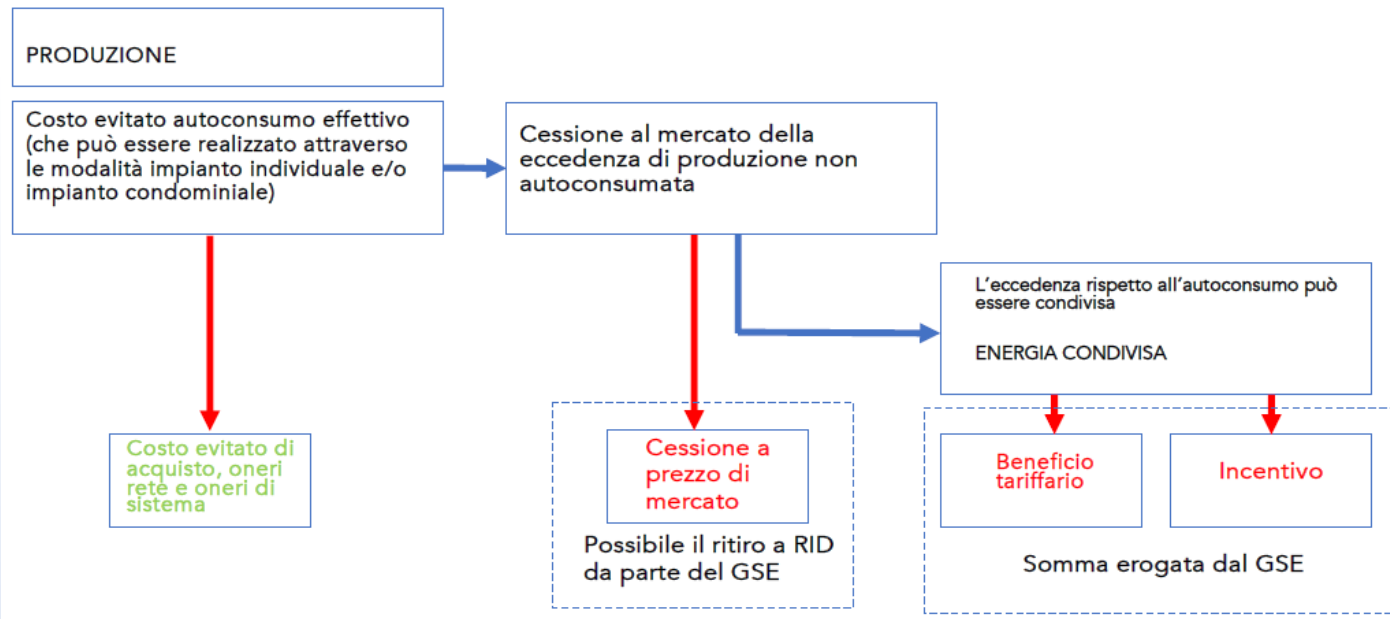 PRODUZIONE
Costo evitato autoconsumo effettivo
(che può essere realizzato attraverso
le modalità impianto individuale e/o
impianto condominiale)
Cessione al mercato della
eccedenza di produzione non
autoconsumata
L'eccedenza rispetto all'autoconsumo può
essere condivisa
ENERGIA CONDIVISA
Costo evitato di
acquisto, oneri
rete e oneri di
sistema
Cessione a
prezzo di
mercato
Possibile il ritiro a RID
da parte del GSE
Beneficio
tariffario
Incentivo
Somma erogata dal GSE